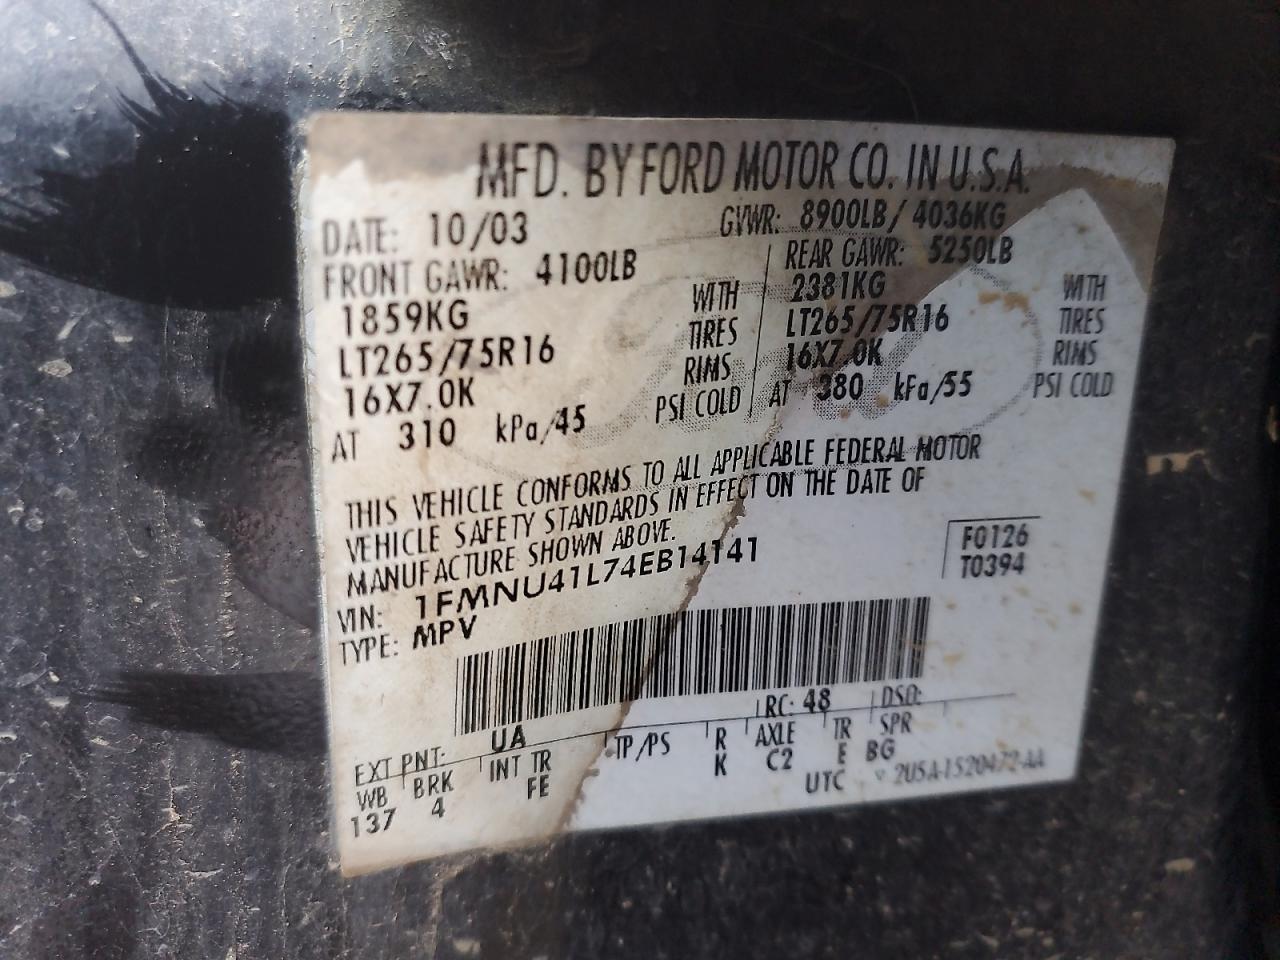 MFD. BY FORD MOTOR CO. IN U.S.A.
DATE: 10/03 GVWR: 8900LB/ 4036KG
FRONT GAWR: 4100LB REAR GAWR: 5250LB
1859KG WITH 2381KG WITH
LT265/75R16 TIRES LT265/75R16 TIRES
16X7.0K RIMS 16X7.0K RIMS
AT 310 kPa/45 PSI COLD AT 380 kPa/55 PSI COLD
Ford
THIS VEHICLE CONFORMS TO ALL APPLICABLE FEDERAL MOTOR
VEHICLE SAFETY STANDARDS IN EFFECT ON THE DATE OF
MANUFACTURE SHOWN ABOVE.
VIN: 1FMNU41L74EB14141 F0126
TYPE: MPV T0394
EXT PNT: UA RC: 48 DSO:
WB BRK INT TR TP/PS R AXLE TR SPR
137 4 FE K C2 E BG
UTC 2U5A-1520472-AA